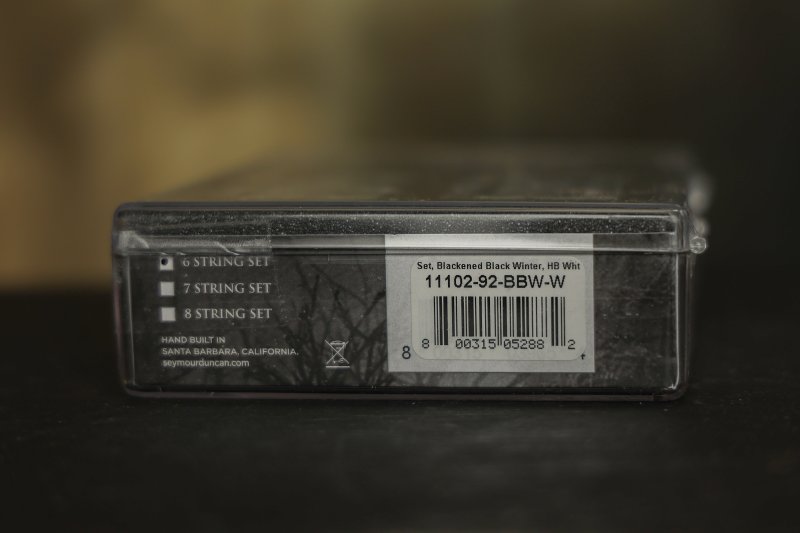 6 STRING SET
7 STRING SET
8 STRING SET
HAND BUILT IN
SANTA BARBARA, CALIFORNIA.
seymourduncan.com
Set, Blackened Black Winter, HB Wht
11102-92-BBW-W
8 8 00315 05288 2